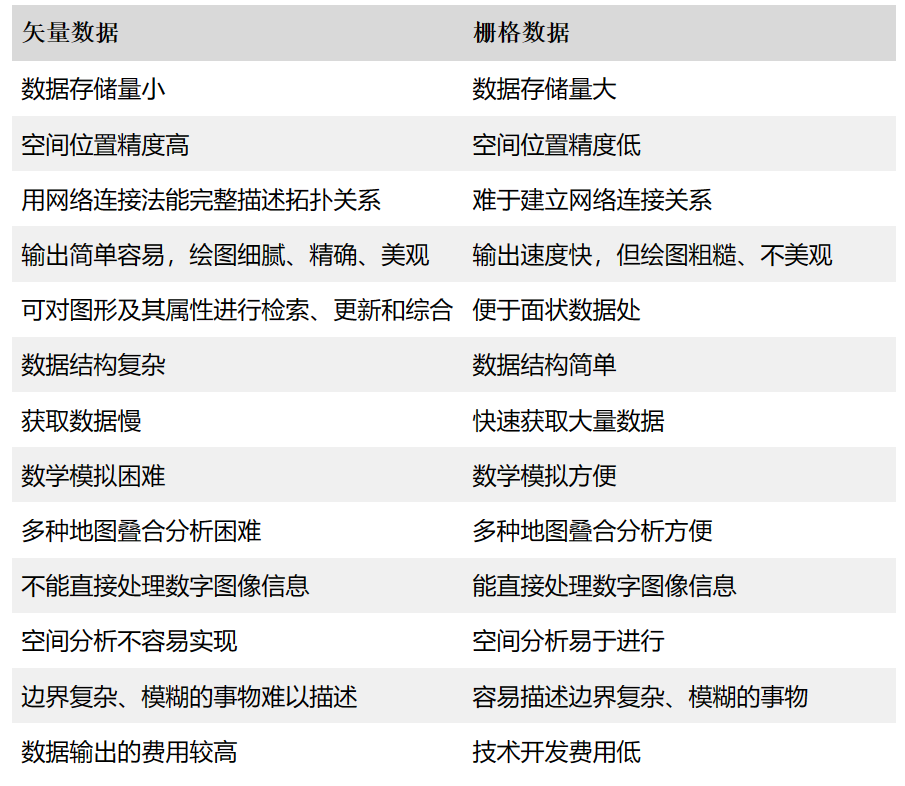 矢量数据 栅格数据
数据存储量小 数据存储量大
空间位置精度高 空间位置精度低
用网络连接法能完整描述拓扑关系 难于建立网络连接关系
输出简单容易，绘图细腻、精确、美观 输出速度快，但绘图粗糙、不美观
可对图形及其属性进行检索、更新和综合 便于面状数据处
数据结构复杂 数据结构简单
获取数据慢 快速获取大量数据
数学模拟困难 数学模拟方便
多种地图叠合分析困难 多种地图叠合分析方便
不能直接处理数字图像信息 能直接处理数字图像信息
空间分析不容易实现 空间分析易于进行
边界复杂、模糊的事物难以描述 容易描述边界复杂、模糊的事物
数据输出的费用较高 技术开发费用低